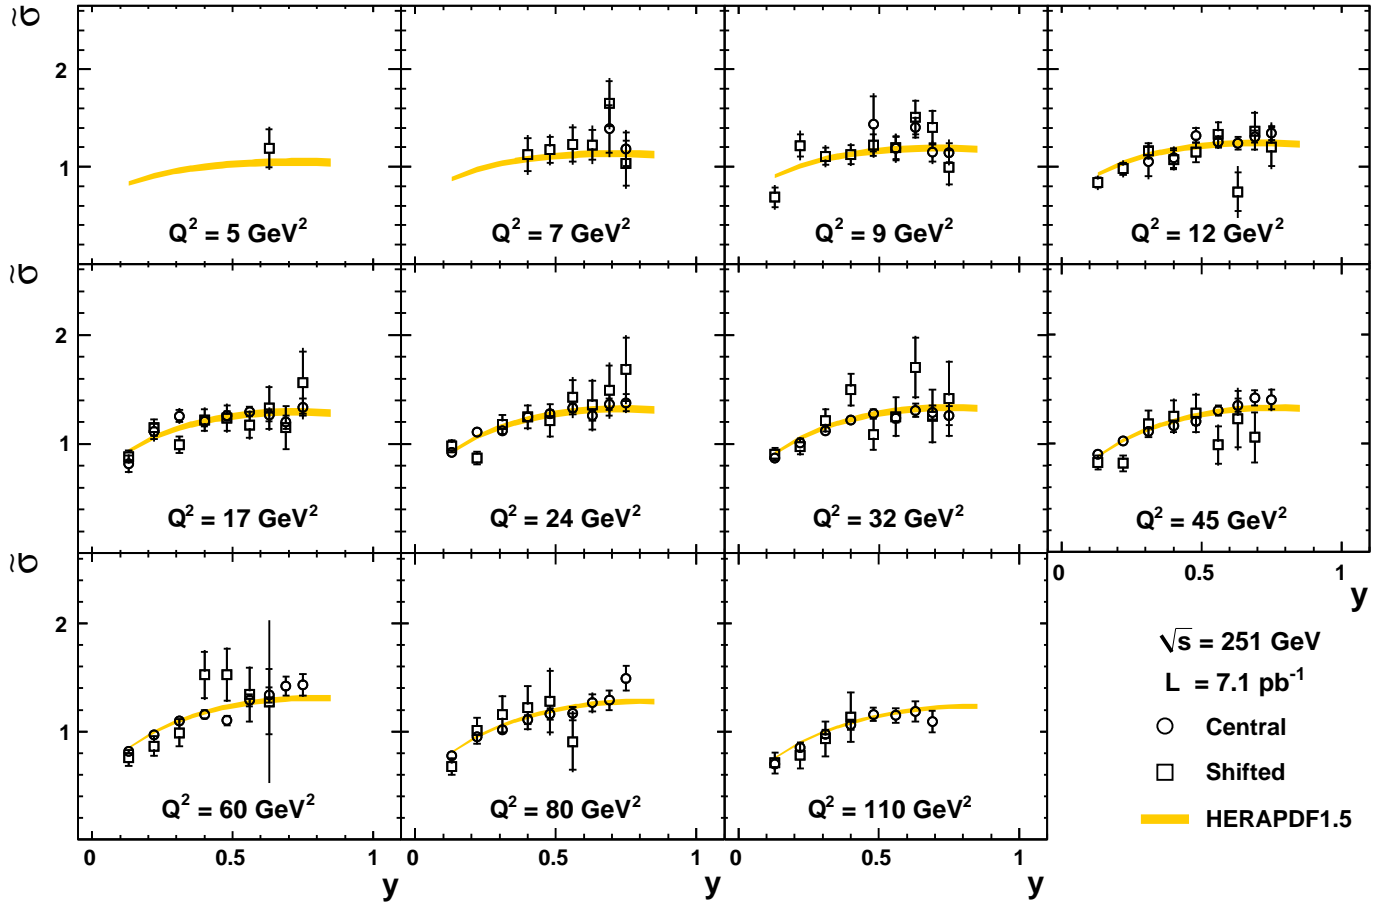 σ̃
2
1
Q² = 5 GeV²
Q² = 7 GeV²
Q² = 9 GeV²
Q² = 12 GeV²
σ̃
2
1
Q² = 17 GeV²
Q² = 24 GeV²
Q² = 32 GeV²
Q² = 45 GeV²
0 0.5 1
y
σ̃
2
1
Q² = 60 GeV²
Q² = 80 GeV²
Q² = 110 GeV²
0 0.5 1
0 0.5 1
0 0.5 1
y
y
y
√s = 251 GeV
L = 7.1 pb⁻¹
Central
Shifted
HERAPDF1.5